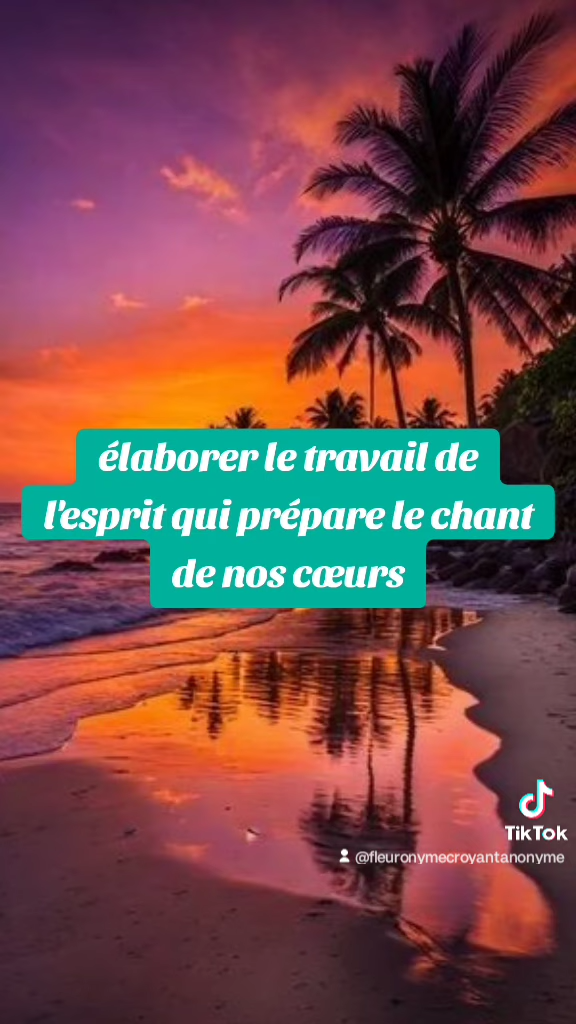 élaborer le travail de
l'esprit qui prépare le chant
de nos cœurs
TikTok
@fleuronymecroyantanonyme